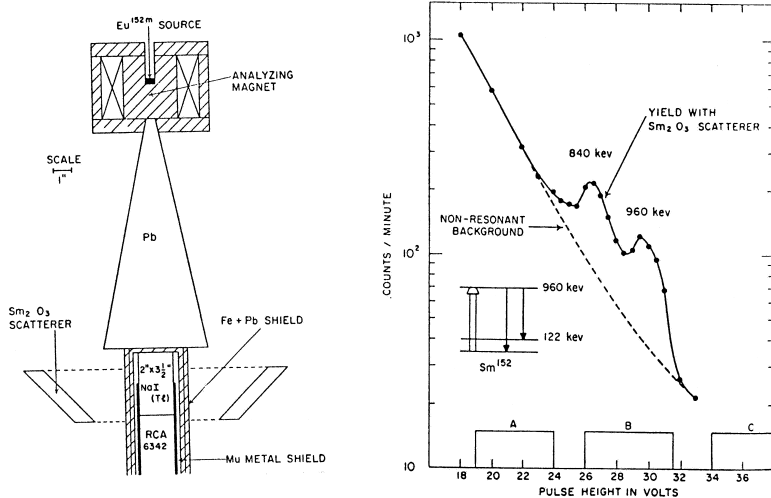 Eu¹⁵²ᵐ SOURCE
ANALYZING
MAGNET
SCALE
1"
Pb
Sm₂ O₃
SCATTERER
Fe + Pb SHIELD
2"x3½"
NaI
(Tℓ)
RCA
6342
Mu METAL SHIELD
COUNTS / MINUTE
10³
10²
10
YIELD WITH
Sm₂ O₃ SCATTERER
840 kev
960 kev
NON-RESONANT
BACKGROUND
960 kev
122 kev
Sm¹⁵²
A
B
C
18 20 22 24 26 28 30 32 34 36
PULSE HEIGHT IN VOLTS